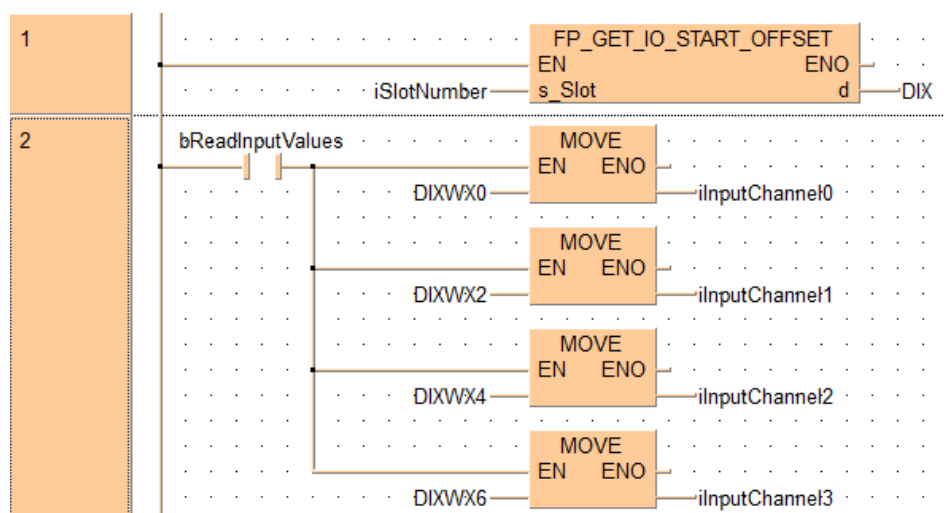 1
FP_GET_IO_START_OFFSET
EN ENO
iSlotNumber s_Slot d DIX
2
bReadInputValues MOVE
EN ENO
DIXWX0 iInputChannel0
MOVE
EN ENO
DIXWX2 iInputChannel1
MOVE
EN ENO
DIXWX4 iInputChannel2
MOVE
EN ENO
DIXWX6 iInputChannel3